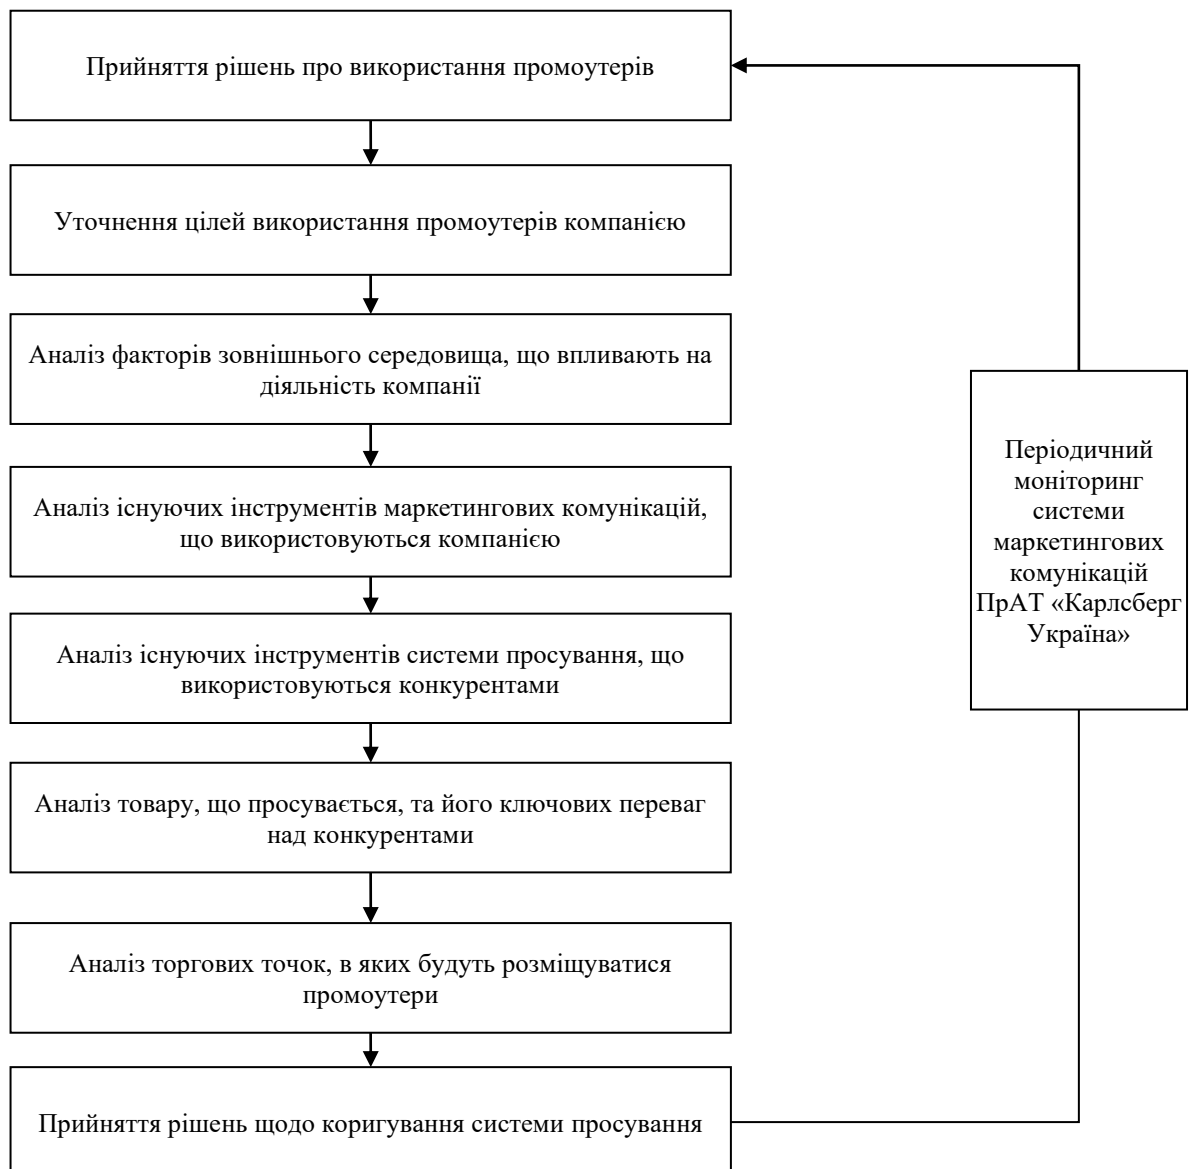 Прийняття рішень про використання промоутерів
Уточнення цілей використання промоутерів компанією
Аналіз факторів зовнішнього середовища, що впливають на
діяльність компанії
Аналіз існуючих інструментів маркетингових комунікацій,
що використовуються компанією
Аналіз існуючих інструментів системи просування, що
використовуються конкурентами
Аналіз товару, що просувається, та його ключових переваг
над конкурентами
Аналіз торгових точок, в яких будуть розміщуватися
промоутери
Прийняття рішень щодо коригування системи просування
Періодичний
моніторинг
системи
маркетингових
комунікацій
ПрАТ «Карлсберг
Україна»